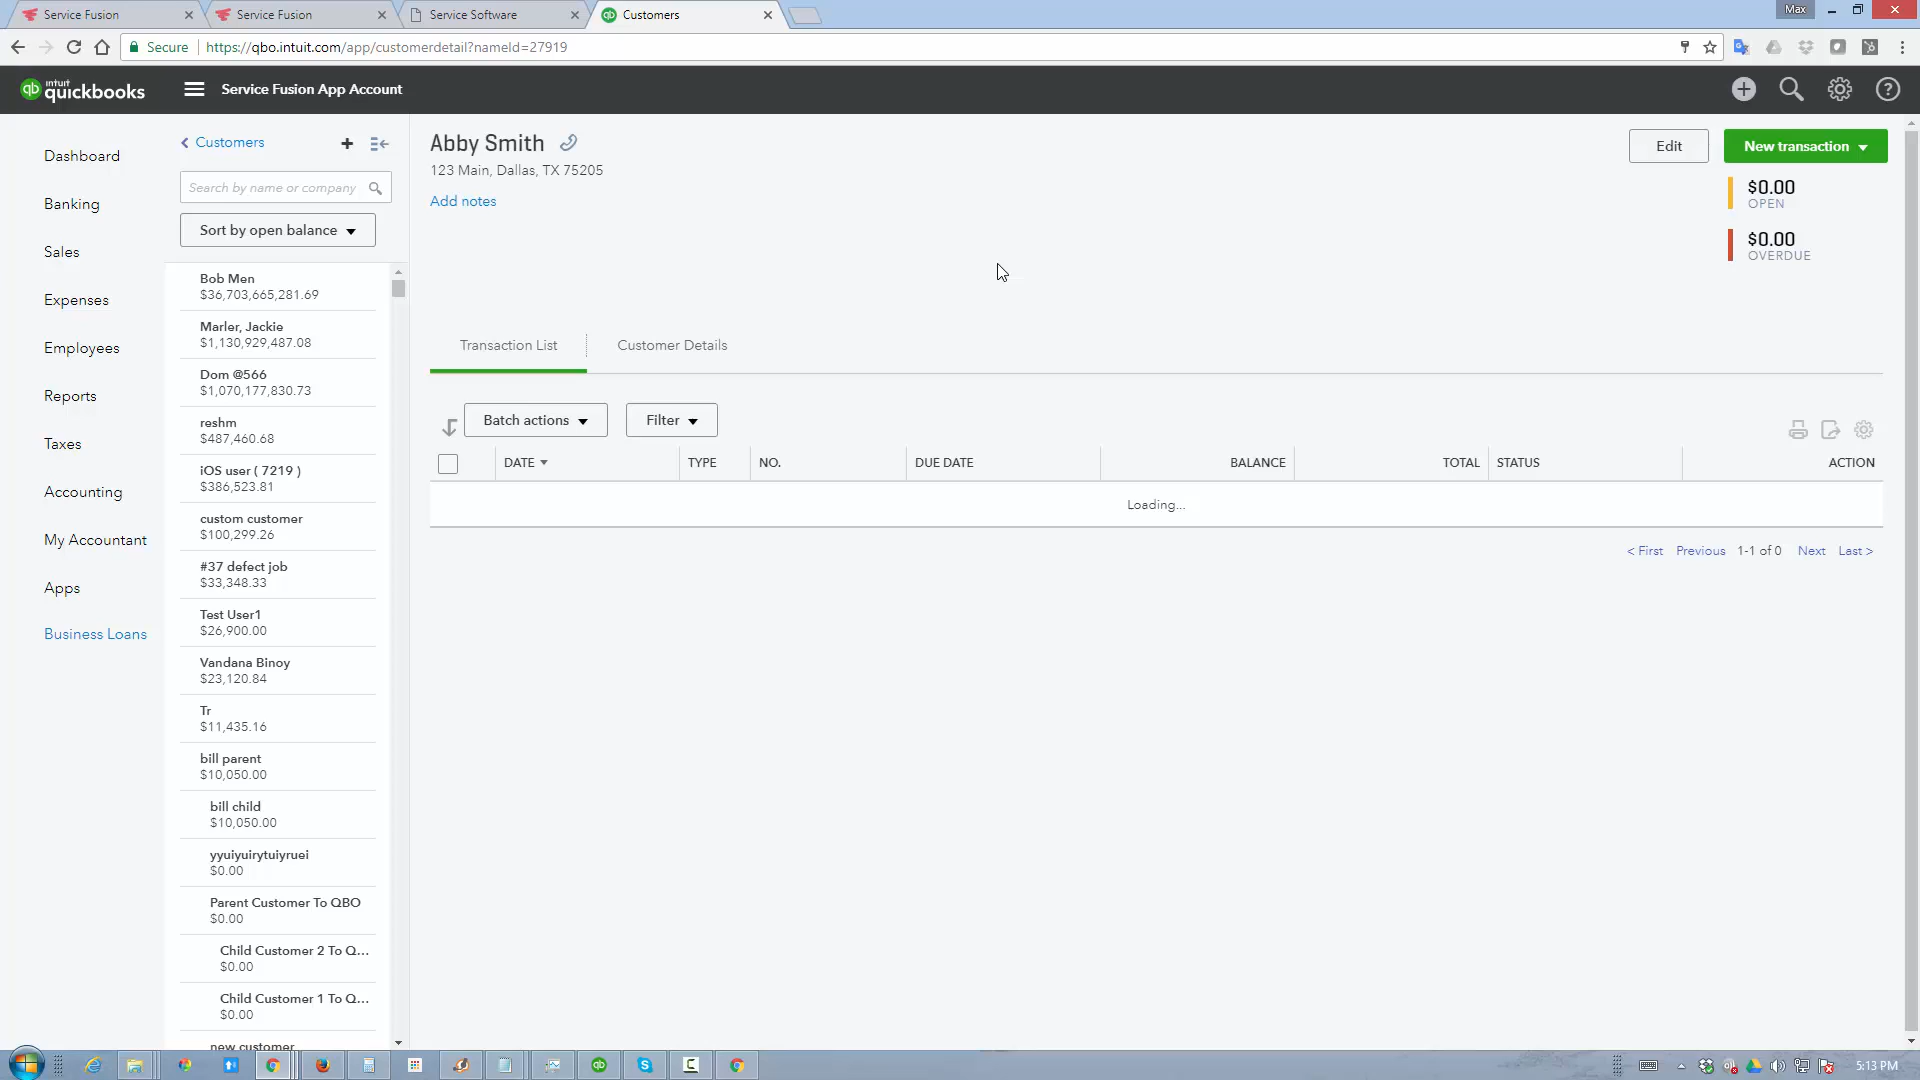 Service Fusion
Service Fusion
Service Software
Customers
Max
Secure
https://qbo.intuit.com/app/customerdetail?nameId=27919
qb
intuit
quickbooks
Service Fusion App Account
Dashboard
Banking
Sales
Expenses
Employees
Reports
Taxes
Accounting
My Accountant
Apps
Business Loans
Customers
Search by name or company
Sort by open balance
Bob Men
$36,703,665,281.69
Marler, Jackie
$1,130,929,487.08
Dom @566
$1,070,177,830.73
reshm
$487,460.68
iOS user ( 7219 )
$386,523.81
custom customer
$100,299.26
#37 defect job
$33,348.33
Test User1
$26,900.00
Vandana Binoy
$23,120.84
Tr
$11,435.16
bill parent
$10,050.00
bill child
$10,050.00
yyuiyuirytuiyruei
$0.00
Parent Customer To QBO
$0.00
Child Customer 2 To Q...
$0.00
Child Customer 1 To Q...
$0.00
new customer
Abby Smith
123 Main, Dallas, TX 75205
Add notes
Edit
New transaction
$0.00
OPEN
$0.00
OVERDUE
Transaction List
Customer Details
Batch actions
Filter
DATE TYPE NO. DUE DATE BALANCE TOTAL STATUS ACTION
Loading...
< First Previous 1-1 of 0 Next Last >
5:13 PM